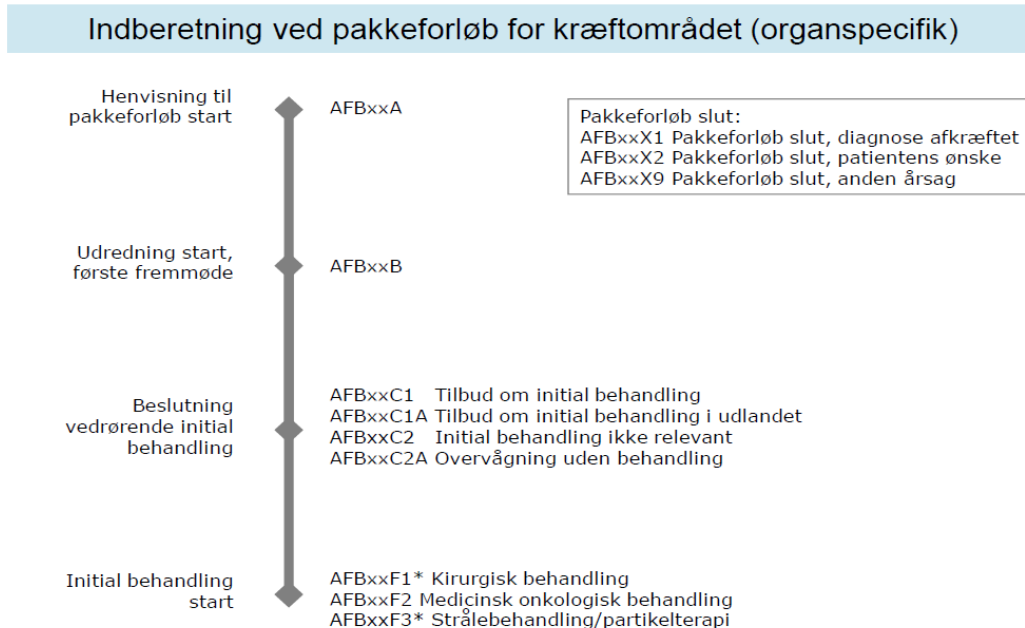 Indberetning ved pakkeforløb for kræftområdet (organspecifik)
Henvisning til
pakkeforløb start
AFBxxA
Pakkeforløb slut:
AFBxxX1 Pakkeforløb slut, diagnose afkræftet
AFBxxX2 Pakkeforløb slut, patientens ønske
AFBxxX9 Pakkeforløb slut, anden årsag
Udredning start,
første fremmøde
AFBxxB
Beslutning
vedrørende initial
behandling
AFBxxC1 Tilbud om initial behandling
AFBxxC1A Tilbud om initial behandling i udlandet
AFBxxC2 Initial behandling ikke relevant
AFBxxC2A Overvågning uden behandling
Initial behandling
start
AFBxxF1* Kirurgisk behandling
AFBxxF2 Medicinsk onkologisk behandling
AFBxxF3* Strålebehandling/partikelterapi